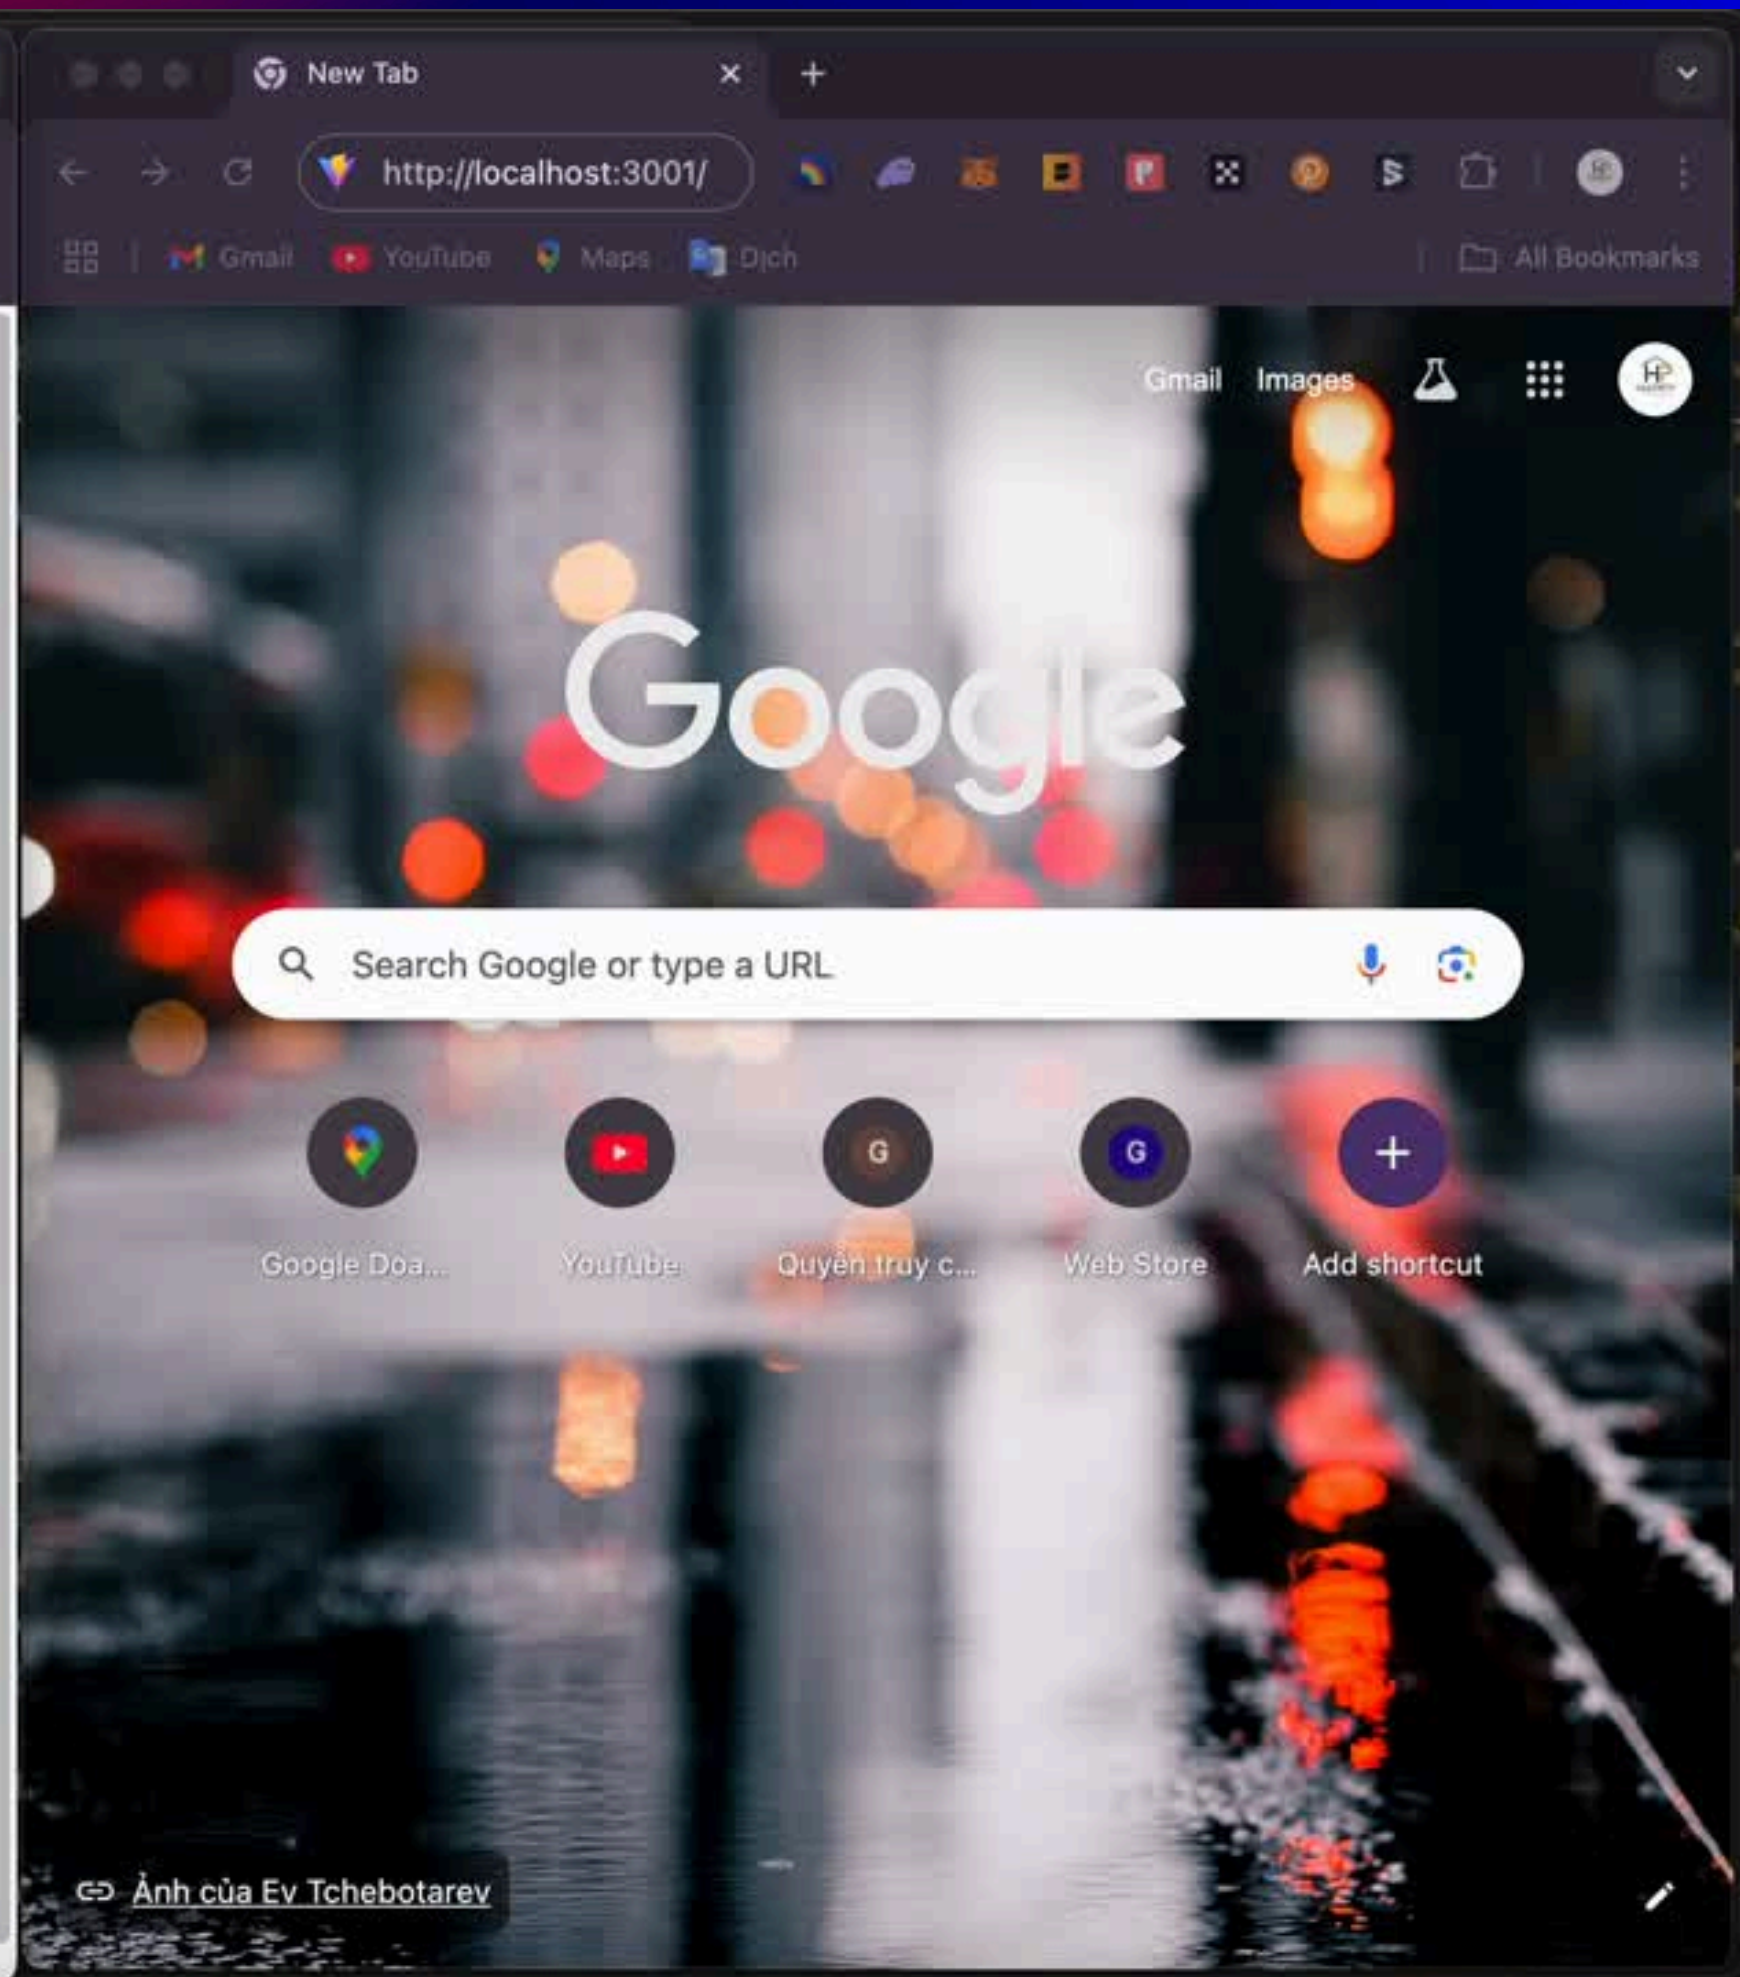 New Tab
http://localhost:3001/
Gmail YouTube Maps Dịch All Bookmarks
Gmail Images
HP
Google
Search Google or type a URL
G G
Google Doa... YouTube Quyền truy c... Web Store Add shortcut
Ảnh của Ev Tchebotarev